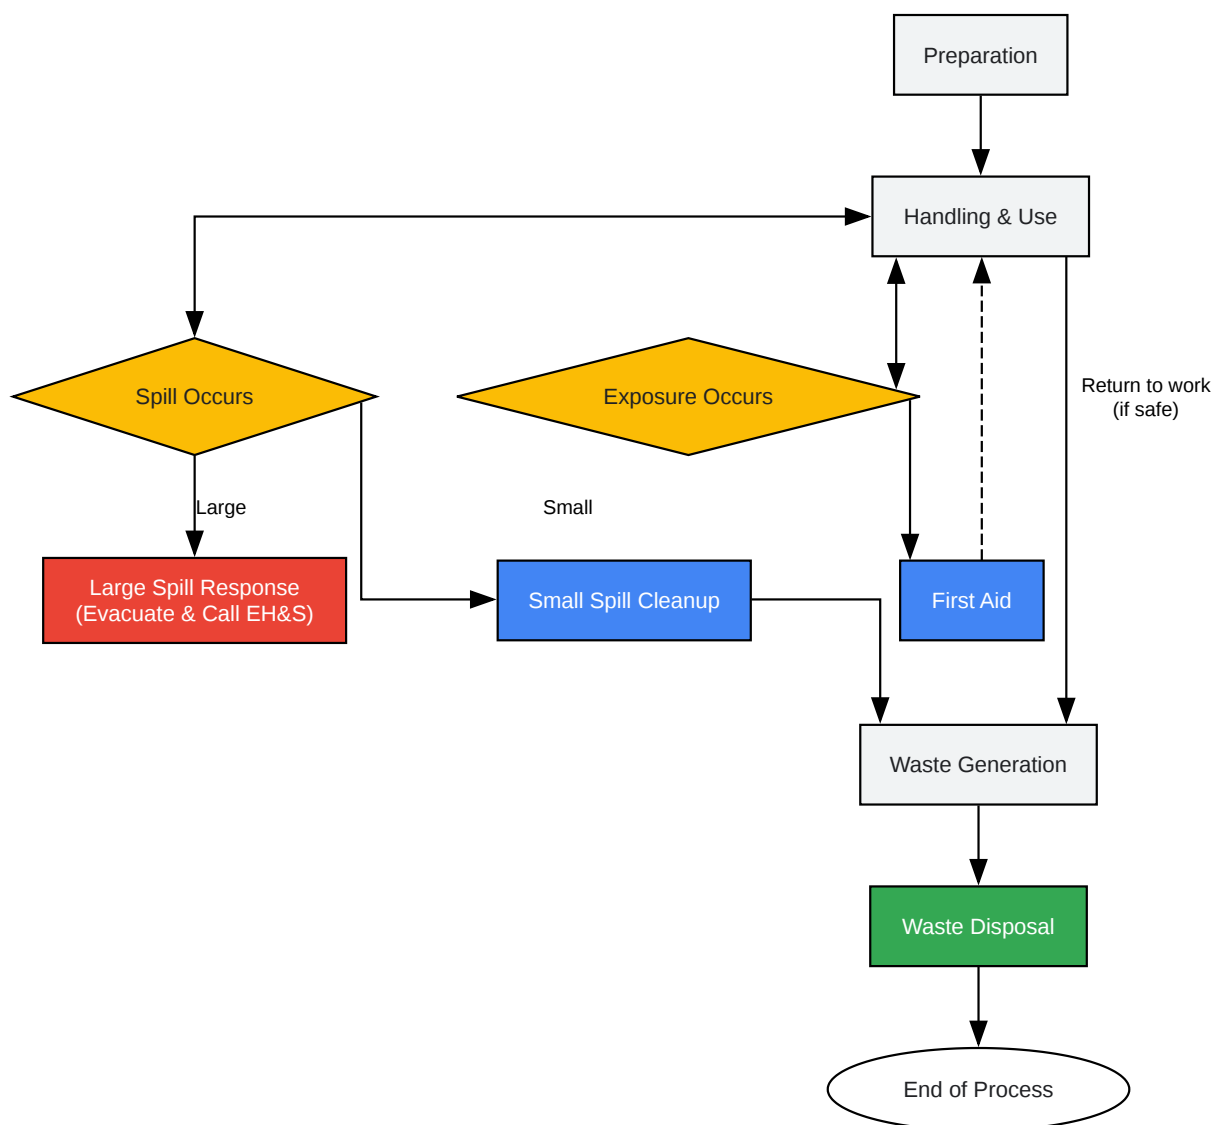 Preparation
Handling & Use
Spill Occurs
Exposure Occurs
Return to work
(if safe)
Large
Small
Large Spill Response
(Evacuate & Call EH&S)
Small Spill Cleanup
First Aid
Waste Generation
Waste Disposal
End of Process